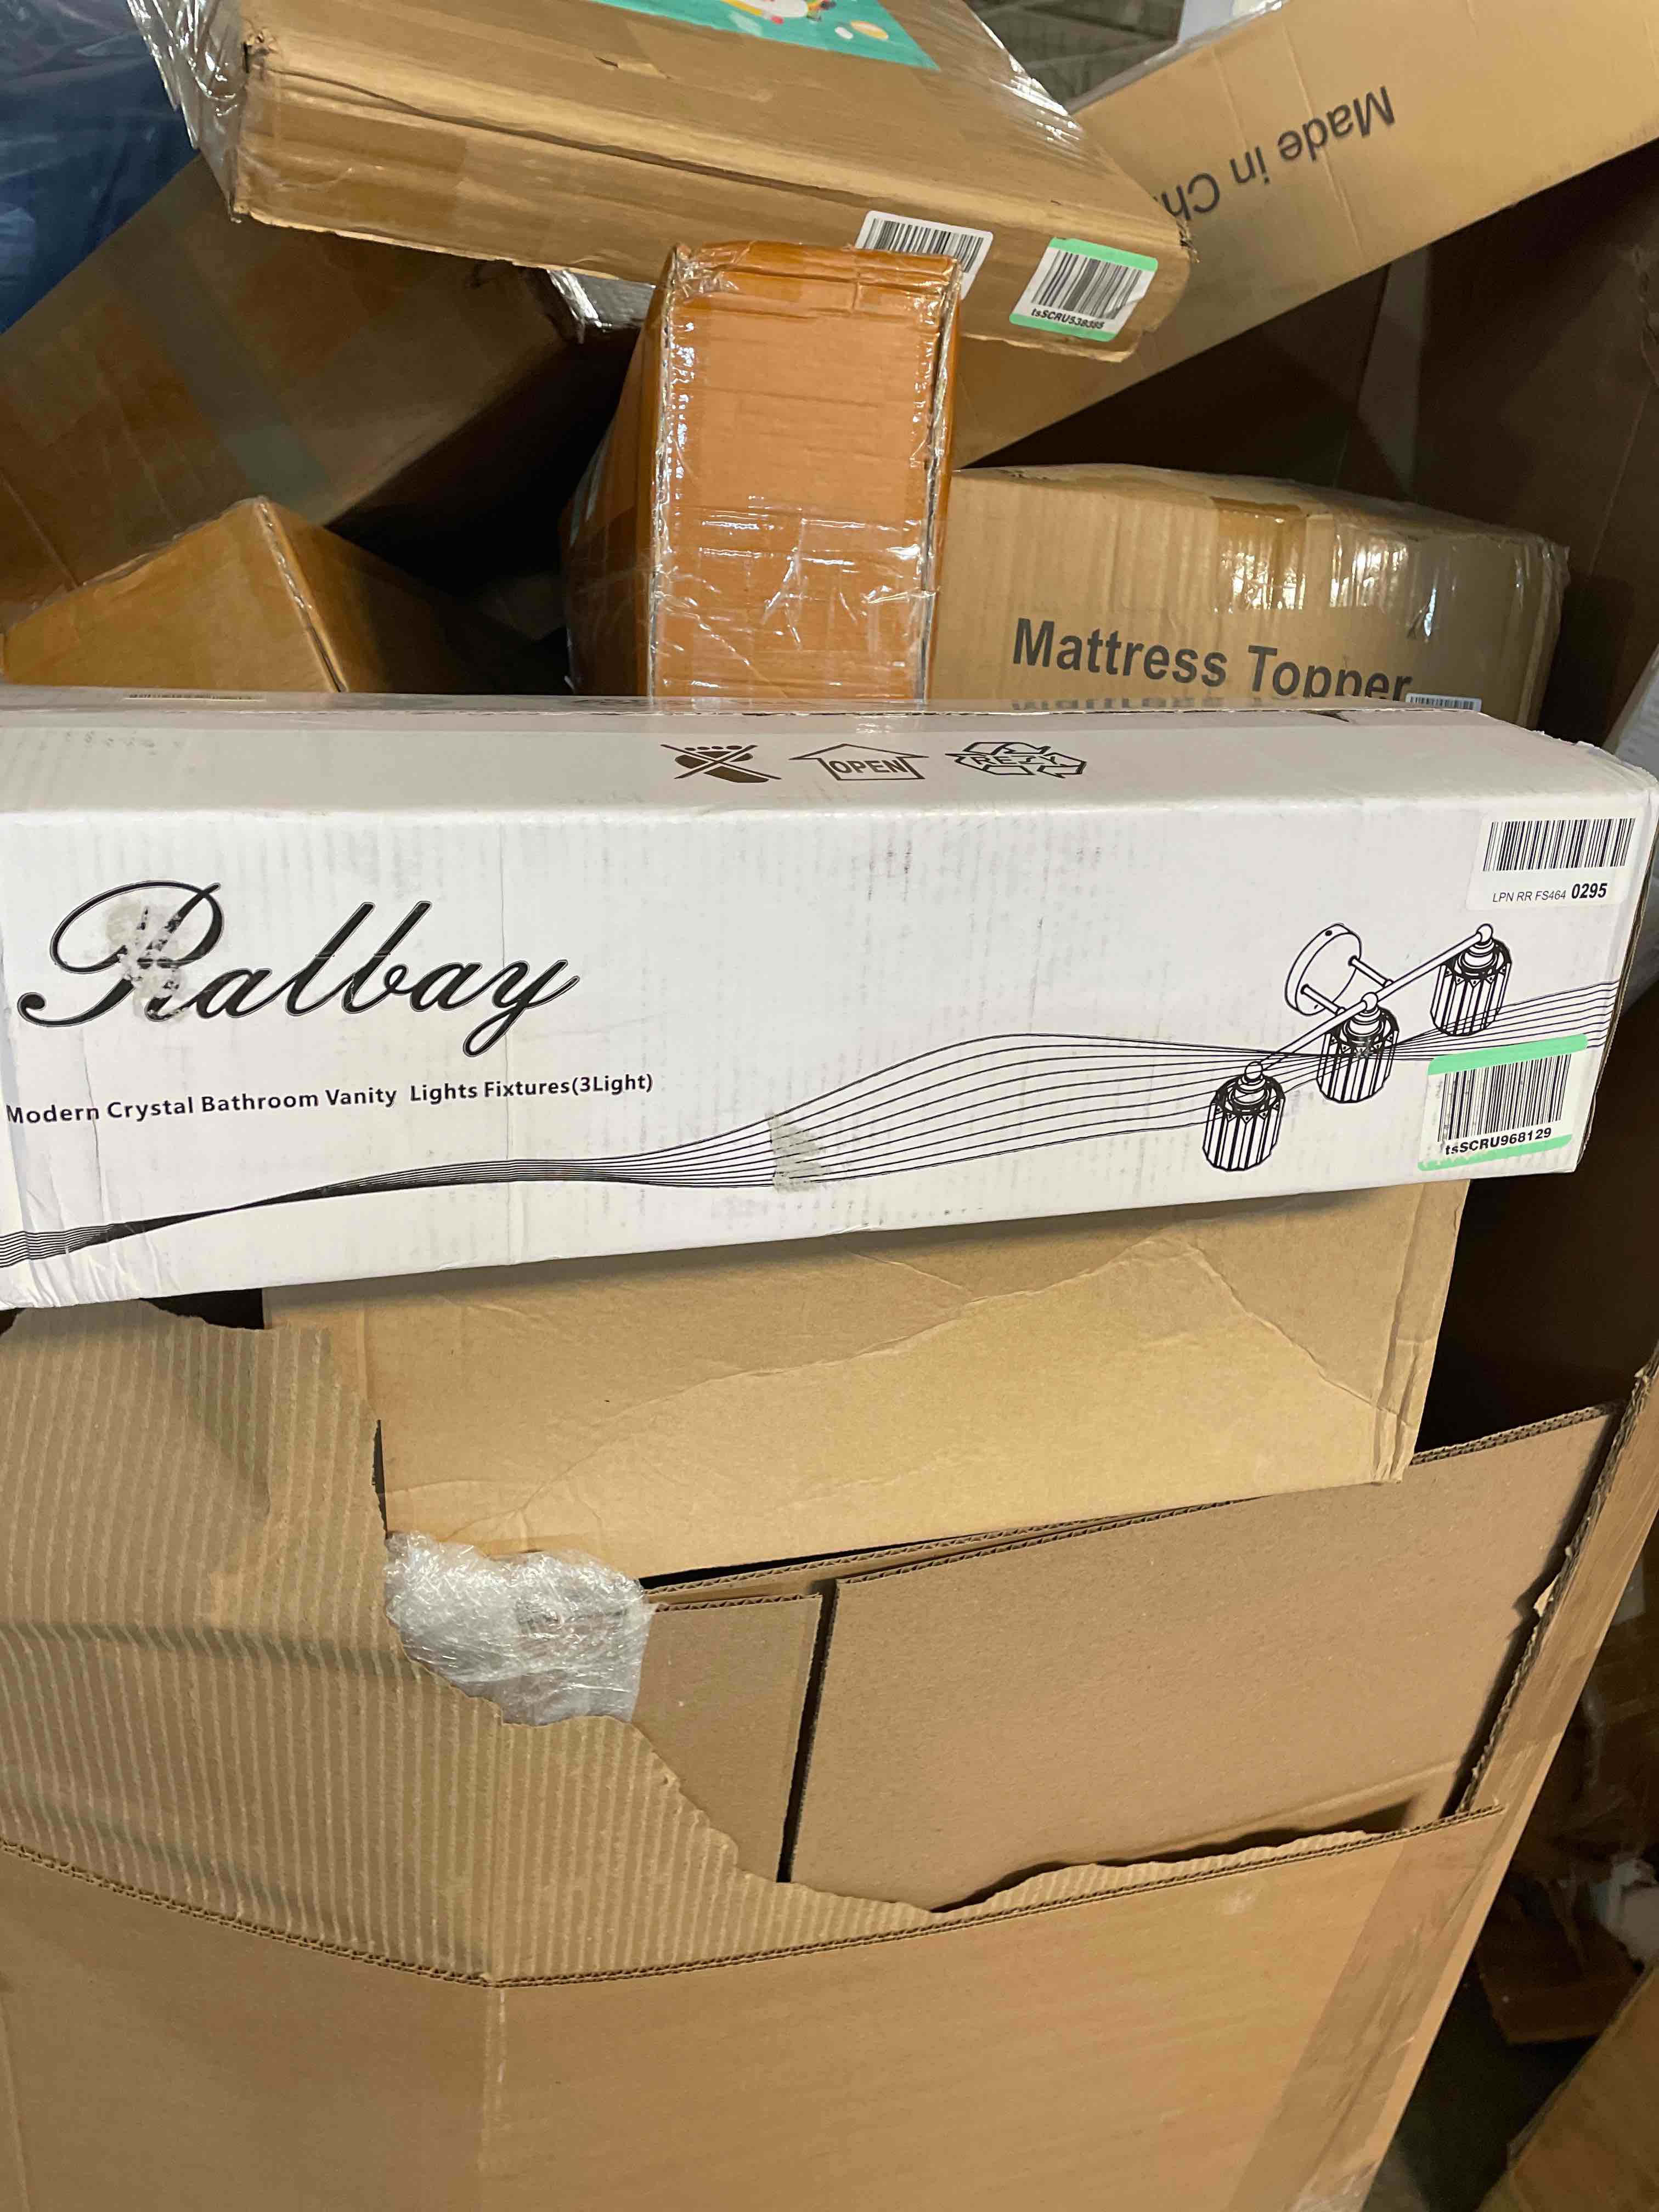 Made in Ch
tsSCRU538385
Mattress Topper
OPEN
REZY
Ralbay
Modern Crystal Bathroom Vanity Lights Fixtures(3Light)
LPN RR FS464 0295
tsSCRU968129